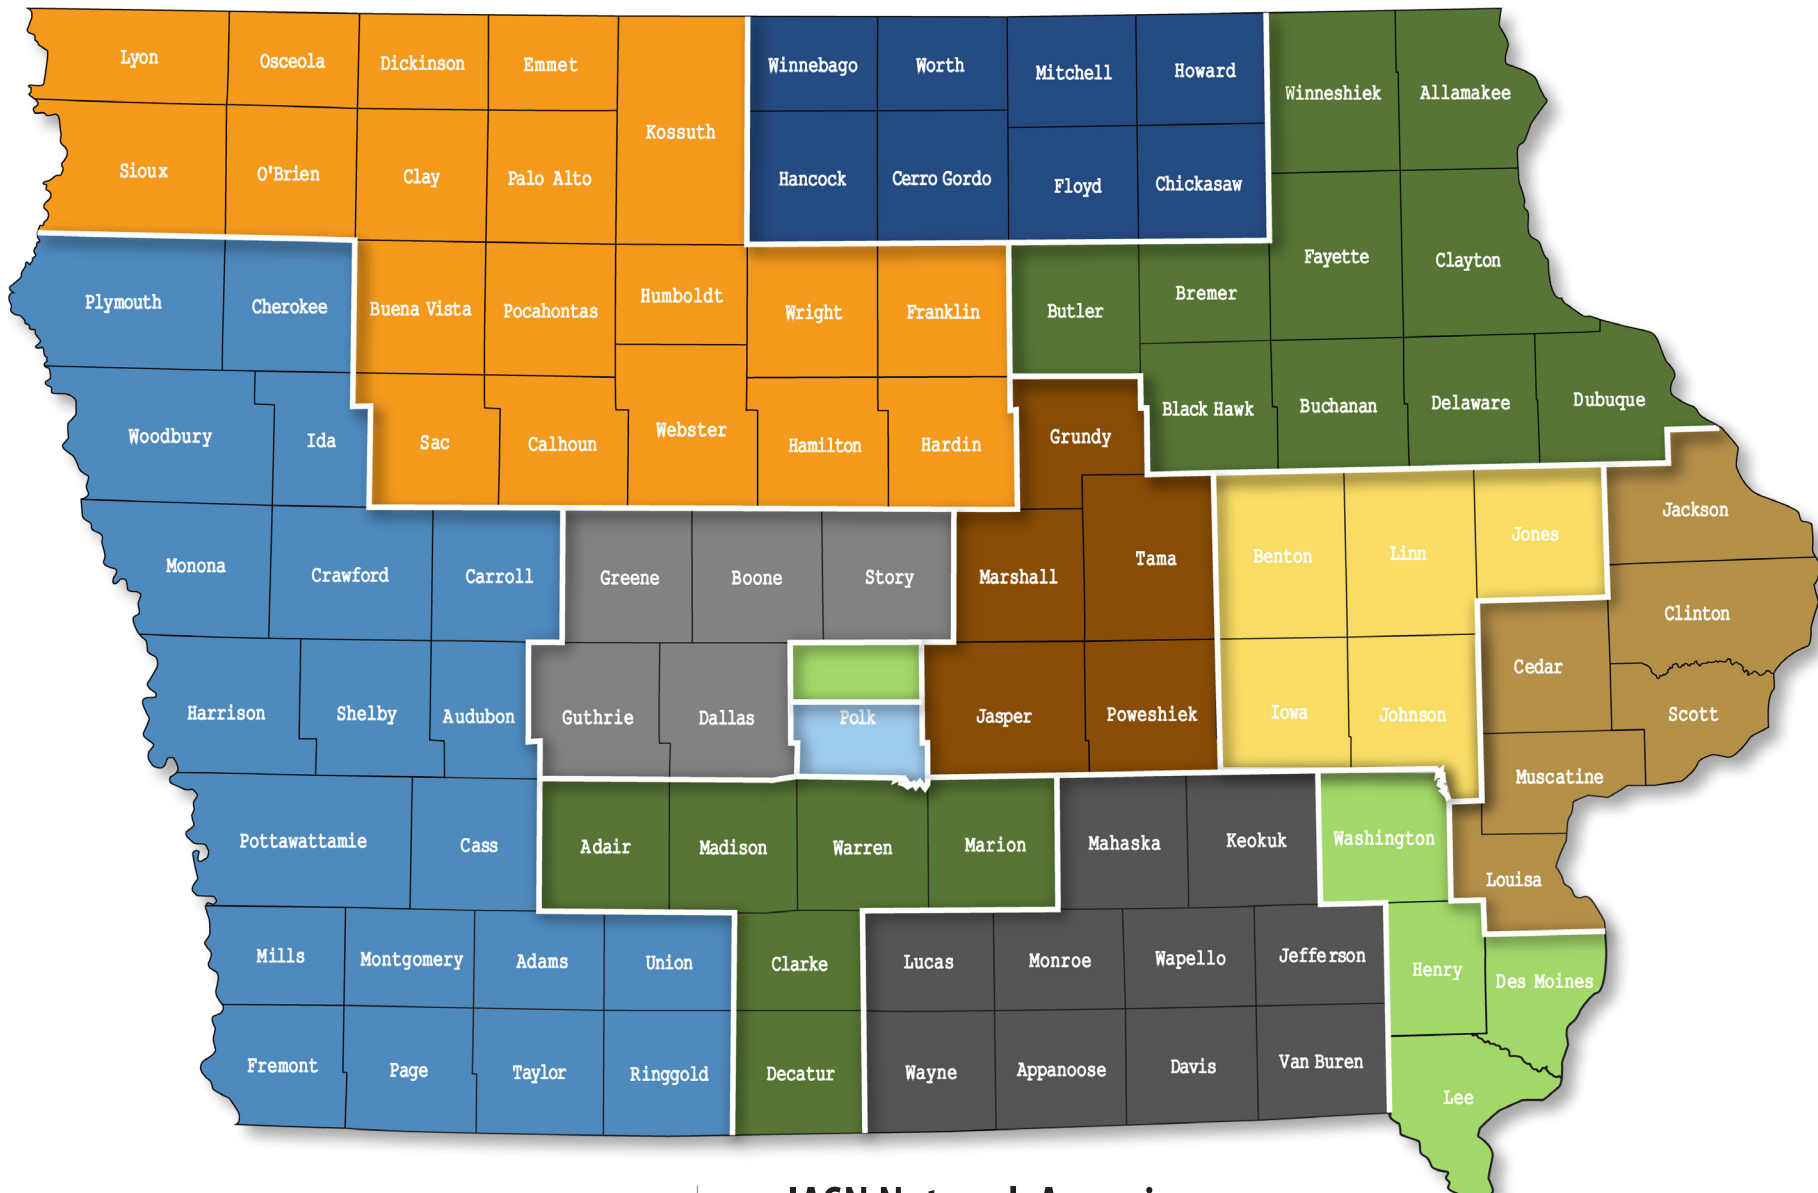 Lyon
Osceola
Dickinson
Emmet
Kossuth
Winnebago
Worth
Mitchell
Howard
Winneshiek
Allamakee
Sioux
O'Brien
Clay
Palo Alto
Hancock
Cerro Gordo
Floyd
Chickasaw
Plymouth
Cherokee
Buena Vista
Pocahontas
Humboldt
Wright
Franklin
Butler
Bremer
Fayette
Clayton
Woodbury
Ida
Sac
Calhoun
Webster
Hamilton
Hardin
Grundy
Black Hawk
Buchanan
Delaware
Dubuque
Monona
Crawford
Carroll
Greene
Boone
Story
Marshall
Tama
Benton
Linn
Jones
Jackson
Clinton
Harrison
Shelby
Audubon
Guthrie
Dallas
Polk
Jasper
Poweshiek
Iowa
Johnson
Cedar
Scott
Muscatine
Pottawattamie
Cass
Adair
Madison
Warren
Marion
Mahaska
Keokuk
Washington
Louisa
Mills
Montgomery
Adams
Union
Clarke
Lucas
Monroe
Wapello
Jefferson
Henry
Des Moines
Fremont
Page
Taylor
Ringgold
Decatur
Wayne
Appanoose
Davis
Van Buren
Lee